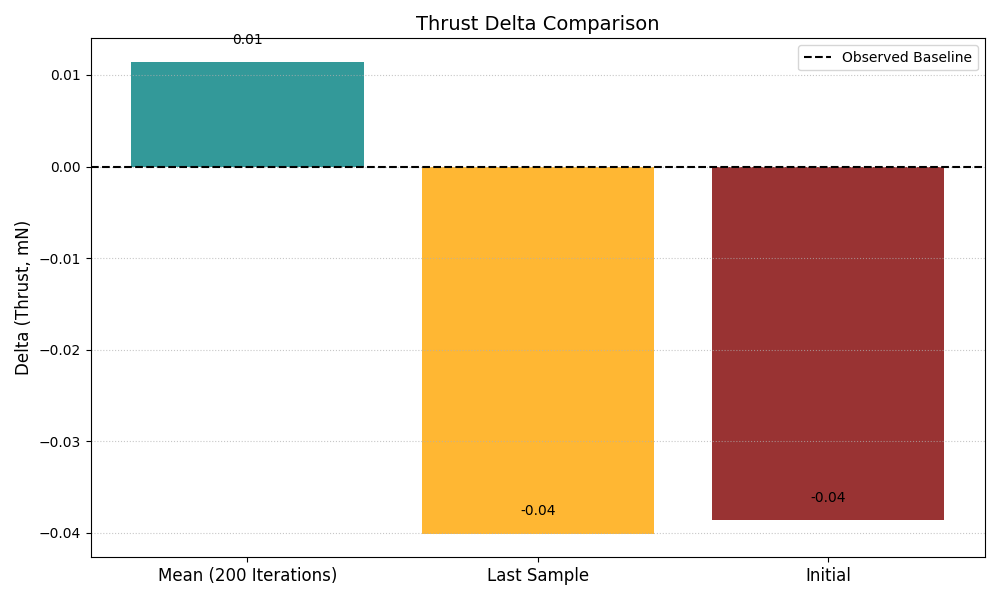 Thrust Delta Comparison
0.01
Observed Baseline
0.01
0.00
−0.01
−0.02
−0.03
−0.04
Delta (Thrust, mN)
-0.04
-0.04
Mean (200 Iterations)
Last Sample
Initial